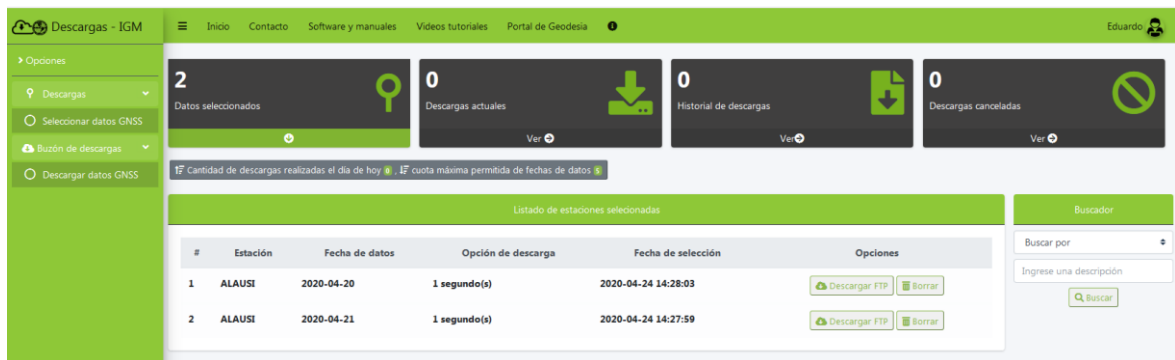 Descargas - IGM
Inicio Contacto Software y manuales Videos tutoriales Portal de Geodesia
Eduardo
Opciones
Descargas
Seleccionar datos GNSS
Buzón de descargas
Descargar datos GNSS
2
Datos seleccionados
0
Descargas actuales
Ver
0
Historial de descargas
Ver
0
Descargas canceladas
Ver
Cantidad de descargas realizadas el día de hoy 0 , cuota máxima permitida de fechas de datos 5
Listado de estaciones selecionadas
# Estación Fecha de datos Opción de descarga Fecha de selección Opciones
1 ALAUSI 2020-04-20 1 segundo(s) 2020-04-24 14:28:03 Descargar FTP Borrar
2 ALAUSI 2020-04-21 1 segundo(s) 2020-04-24 14:27:59 Descargar FTP Borrar
Buscador
Buscar por
Ingrese una descripción
Buscar